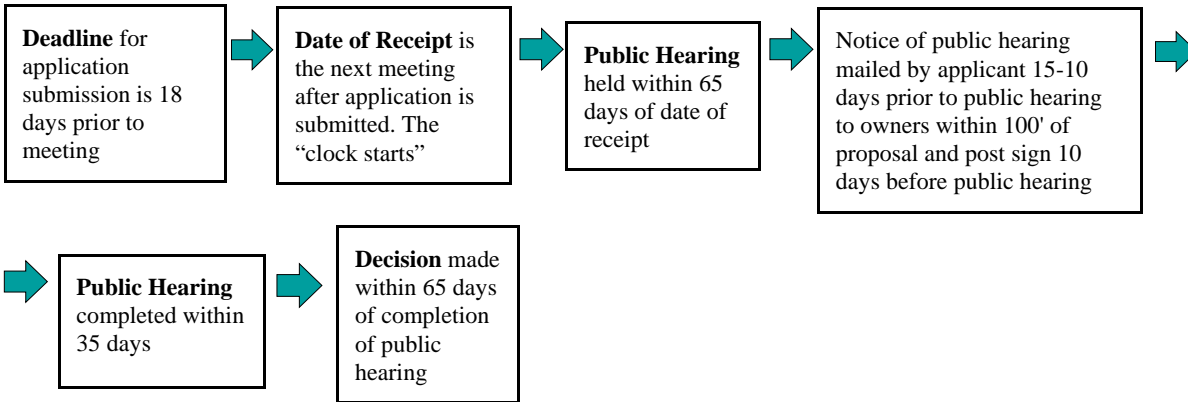 Deadline for
application
submission is 18
days prior to
meeting
Date of Receipt is
the next meeting
after application is
submitted. The
“clock starts”
Public Hearing
held within 65
days of date of
receipt
Notice of public hearing
mailed by applicant 15-10
days prior to public hearing
to owners within 100' of
proposal and post sign 10
days before public hearing
Public Hearing
completed within
35 days
Decision made
within 65 days
of completion
of public
hearing